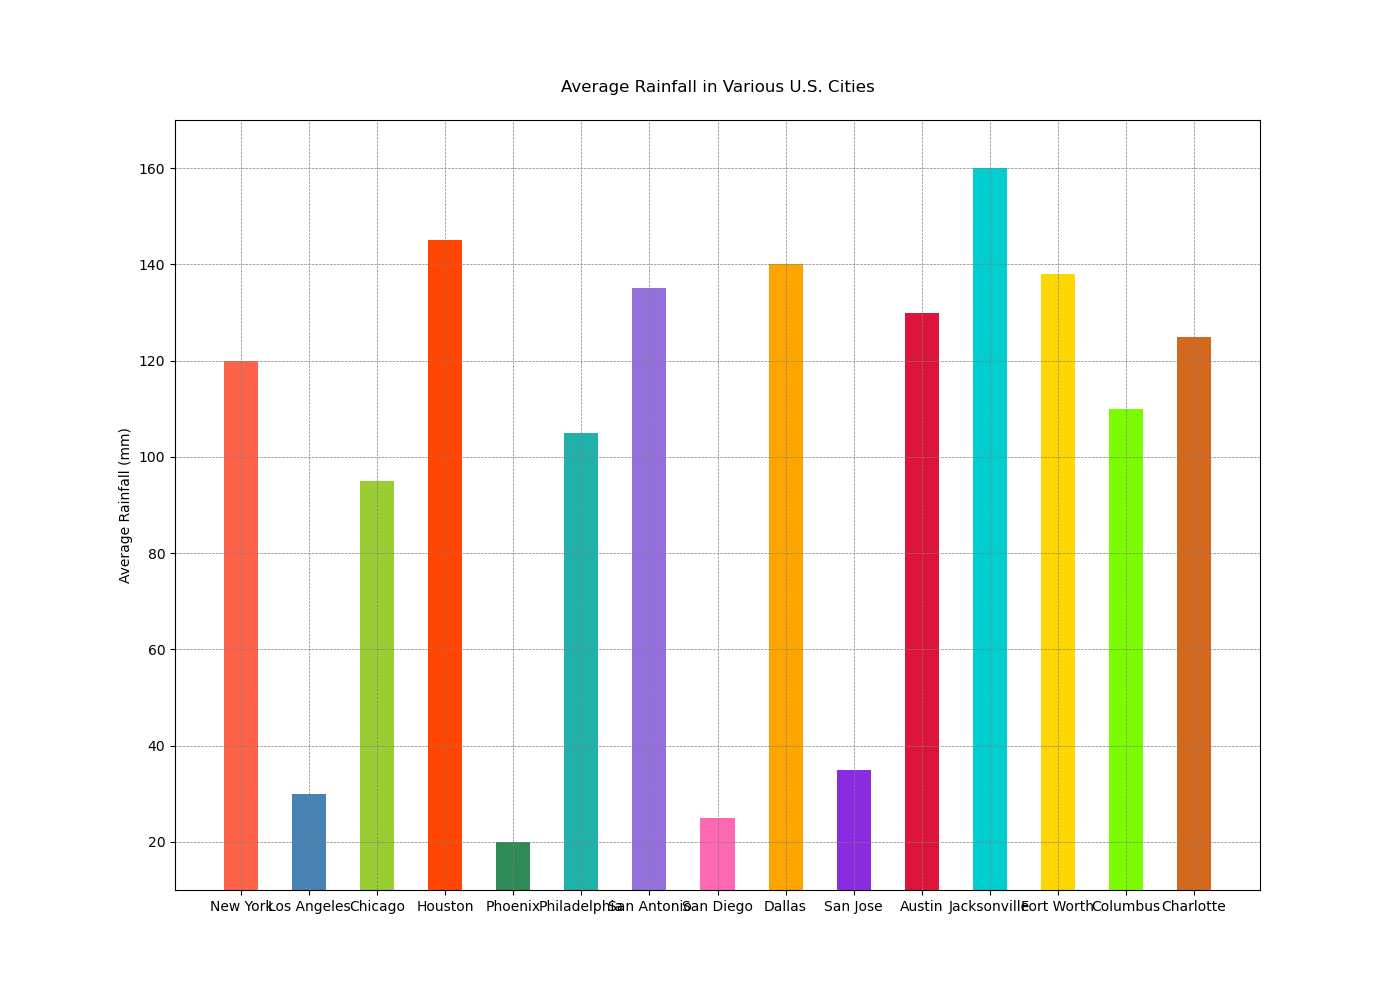 Average Rainfall in Various U.S. Cities
Average Rainfall (mm)
160
140
120
100
80
60
40
20
New York Los Angeles Chicago Houston Phoenix Philadelphia San Antonio San Diego Dallas San Jose Austin Jacksonville Fort Worth Columbus Charlotte